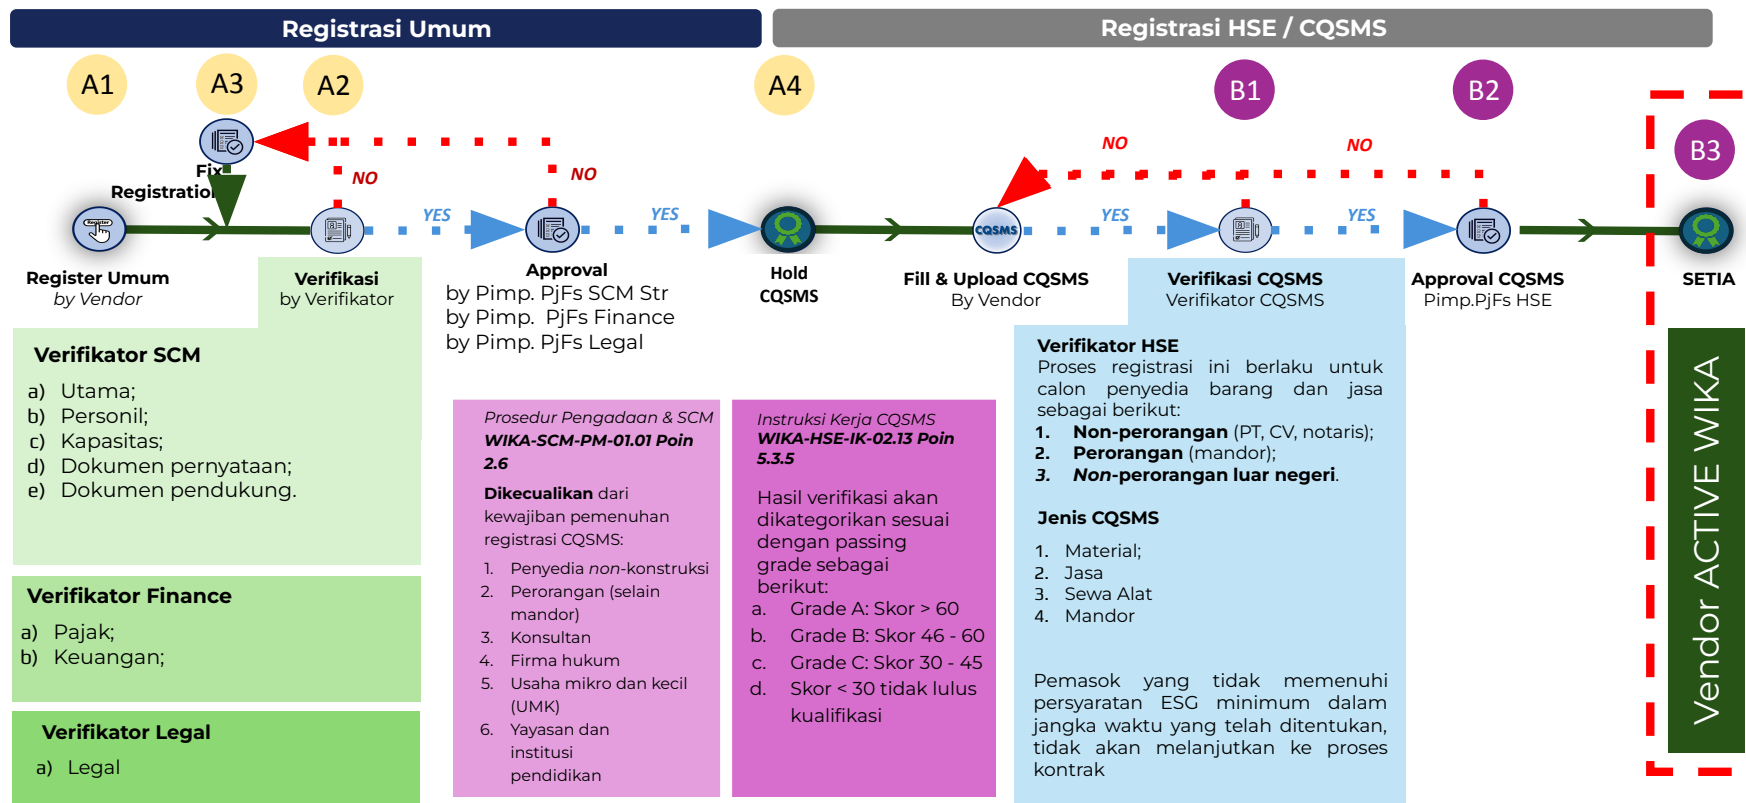 Registrasi Umum
Registrasi HSE / CQSMS
A1
A3
A2
A4
B1
B2
B3
Fix
Registration
NO
NO
NO
NO
YES
YES
YES
YES
Register
CQSMS
Register Umum
by Vendor
Verifikasi
by Verifikator
Approval
by Pimp. PjFs SCM Str
by Pimp.  PjFs Finance
by Pimp. PjFs Legal
Hold
CQSMS
Fill & Upload CQSMS
By Vendor
Verifikasi CQSMS
Verifikator CQSMS
Approval CQSMS
Pimp.PjFs HSE
SETIA
Verifikator SCM
a) Utama;
b) Personil;
c) Kapasitas;
d) Dokumen pernyataan;
e) Dokumen pendukung.
Verifikator Finance
a) Pajak;
b) Keuangan;
Verifikator Legal
a) Legal
Prosedur Pengadaan & SCM
WIKA-SCM-PM-01.01 Poin
2.6
Dikecualikan dari
kewajiban pemenuhan
registrasi CQSMS:
1. Penyedia non-konstruksi
2. Perorangan (selain
mandor)
3. Konsultan
4. Firma hukum
5. Usaha mikro dan kecil
(UMK)
6. Yayasan dan
institusi
pendidikan
Instruksi Kerja CQSMS
WIKA-HSE-IK-02.13 Poin
5.3.5
Hasil verifikasi akan
dikategorikan sesuai
dengan passing
grade sebagai
berikut:
a. Grade A: Skor > 60
b. Grade B: Skor 46 - 60
c. Grade C: Skor 30 - 45
d. Skor < 30 tidak lulus
kualifikasi
Verifikator HSE
Proses registrasi ini berlaku untuk
calon penyedia barang dan jasa
sebagai berikut:
1. Non-perorangan (PT, CV, notaris);
2. Perorangan (mandor);
3. Non-perorangan luar negeri.
Jenis CQSMS
1. Material;
2. Jasa
3. Sewa Alat
4. Mandor
Pemasok yang tidak memenuhi
persyaratan ESG minimum dalam
jangka waktu yang telah ditentukan,
tidak akan melanjutkan ke proses
kontrak
Vendor ACTIVE WIKA